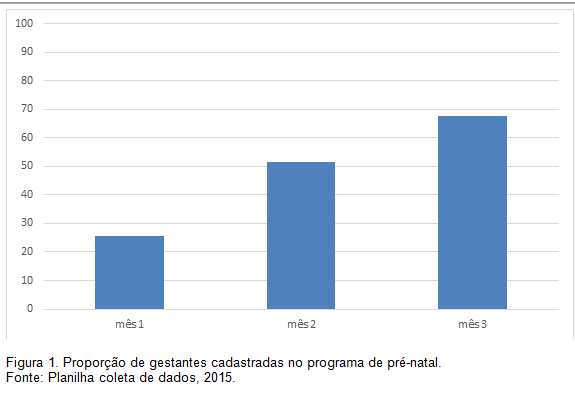 100
90
80
70
60
50
40
30
20
10
0
mês1
mês2
mês3
Figura 1. Proporção de gestantes cadastradas no programa de pré-natal.
Fonte: Planilha coleta de dados, 2015.